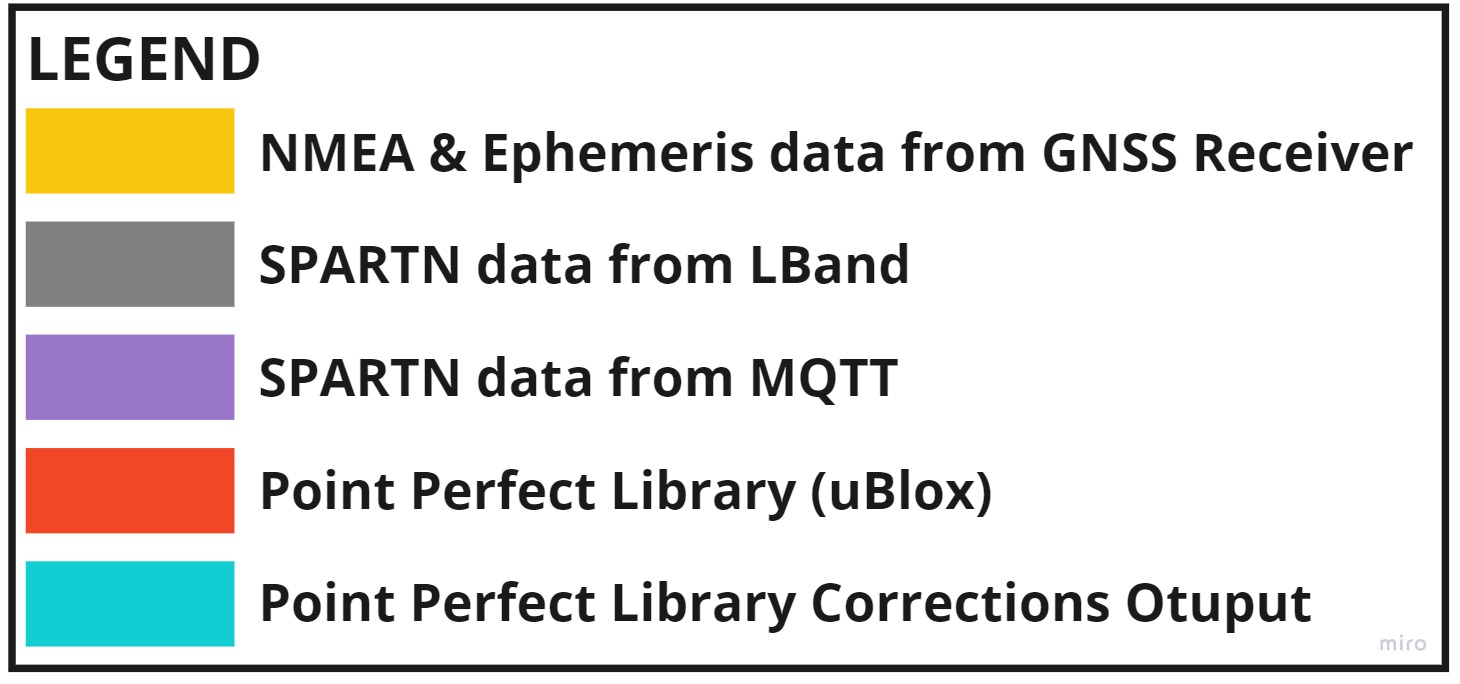 LEGEND
NMEA & Ephemeris data from GNSS Receiver
SPARTN data from LBand
SPARTN data from MQTT
Point Perfect Library (uBlox)
Point Perfect Library Corrections Otuput
miro